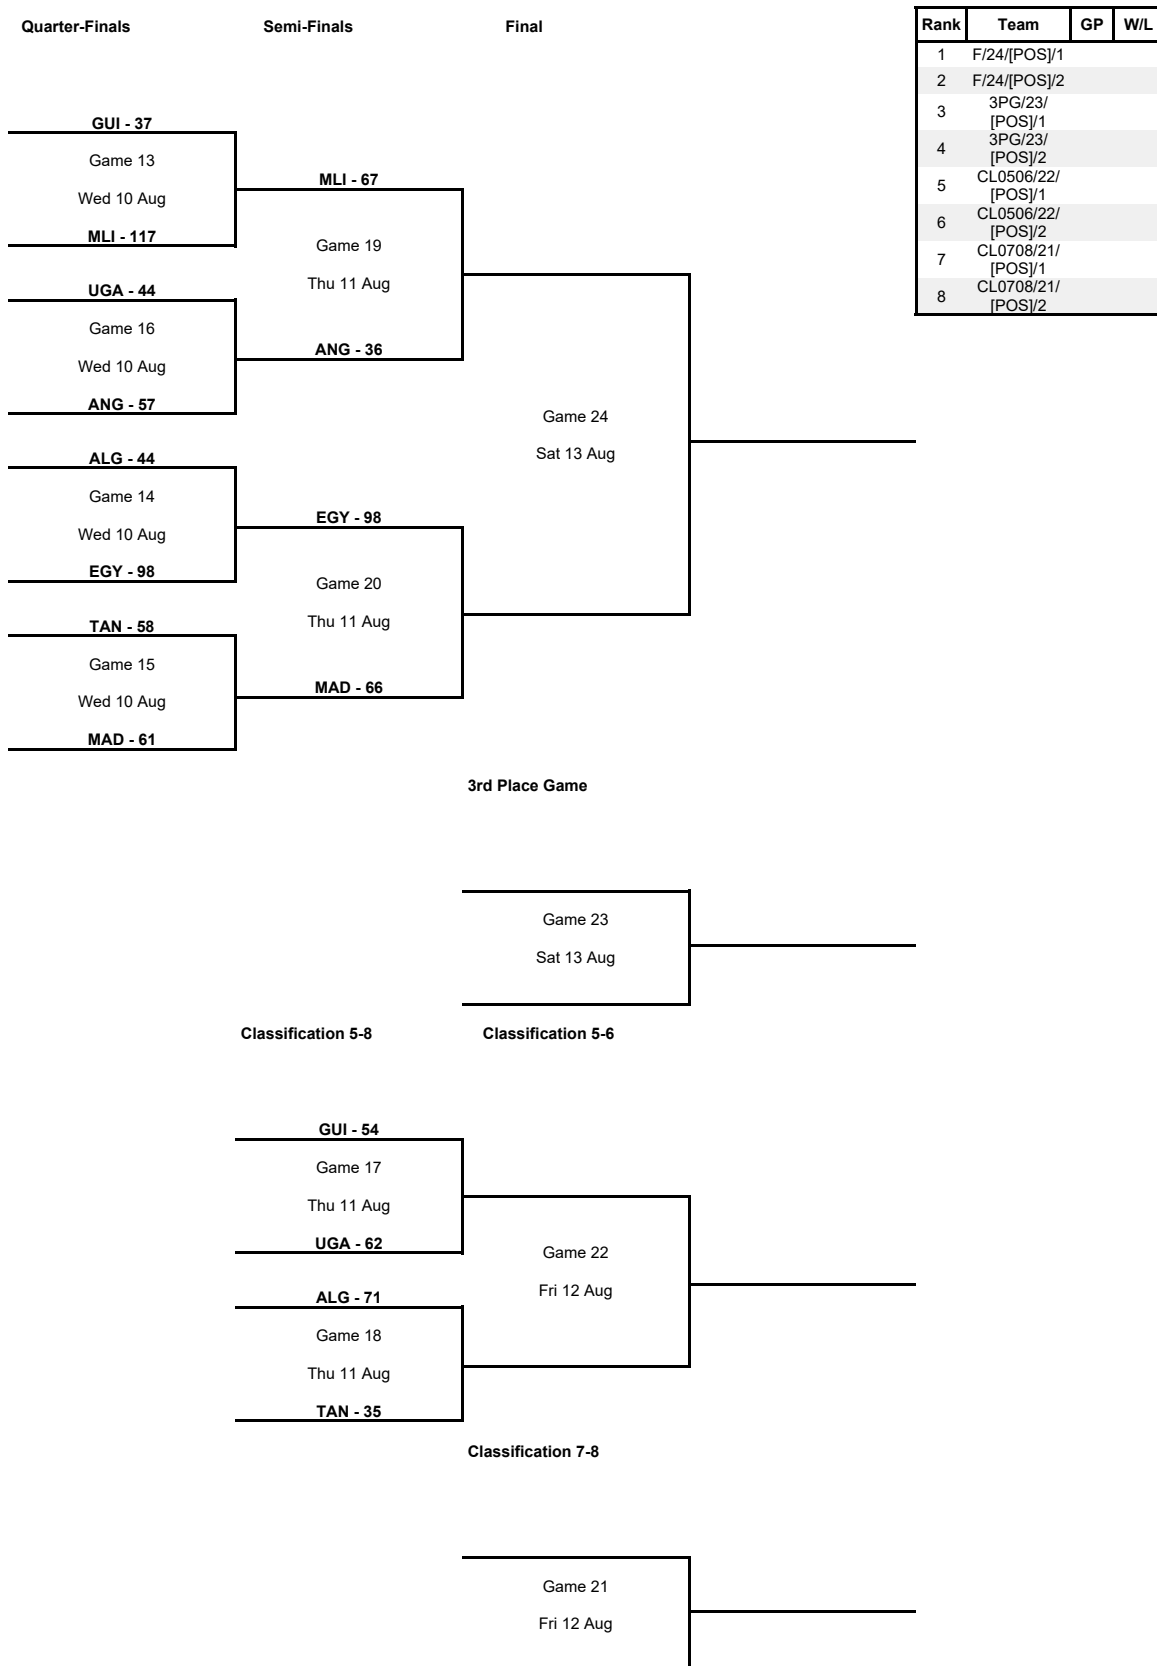 Quarter-Finals Semi-Finals Final
Rank Team GP W/L
1 F/24/[POS]/1
2 F/24/[POS]/2
3 3PG/23/
[POS]/1
4 3PG/23/
[POS]/2
5 CL0506/22/
[POS]/1
6 CL0506/22/
[POS]/2
7 CL0708/21/
[POS]/1
8 CL0708/21/
[POS]/2
GUI - 37
Game 13
Wed 10 Aug
MLI - 117
UGA - 44
Game 16
Wed 10 Aug
ANG - 57
ALG - 44
Game 14
Wed 10 Aug
EGY - 98
TAN - 58
Game 15
Wed 10 Aug
MAD - 61
MLI - 67
Game 19
Thu 11 Aug
ANG - 36
EGY - 98
Game 20
Thu 11 Aug
MAD - 66
Game 24
Sat 13 Aug
3rd Place Game
Game 23
Sat 13 Aug
Classification 5-8 Classification 5-6
GUI - 54
Game 17
Thu 11 Aug
UGA - 62
ALG - 71
Game 18
Thu 11 Aug
TAN - 35
Game 22
Fri 12 Aug
Classification 7-8
Game 21
Fri 12 Aug